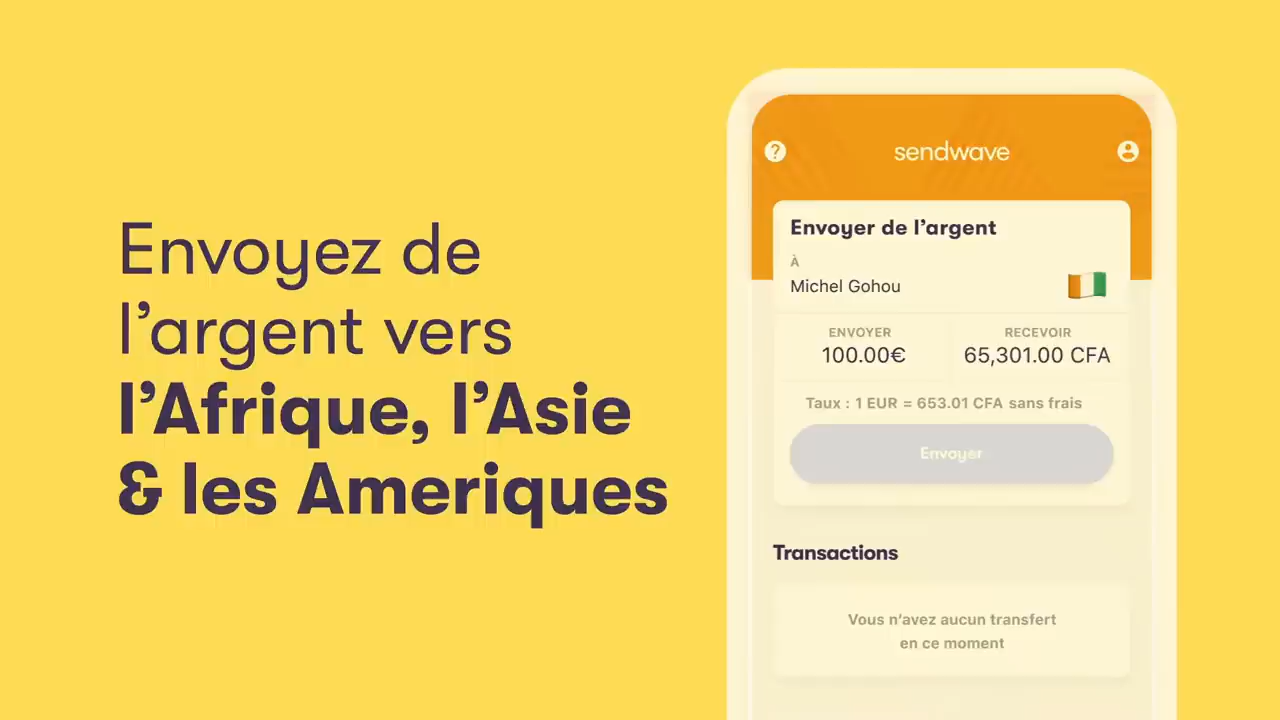 Envoyez de
l'argent vers
l'Afrique, l'Asie
& les Ameriques
?
sendwave
Envoyer de l'argent
À
Michel Gohou
ENVOYER
100.00€
RECEVOIR
65,301.00 CFA
Taux : 1 EUR = 653.01 CFA sans frais
Envoyer
Transactions
Vous n'avez aucun transfert
en ce moment